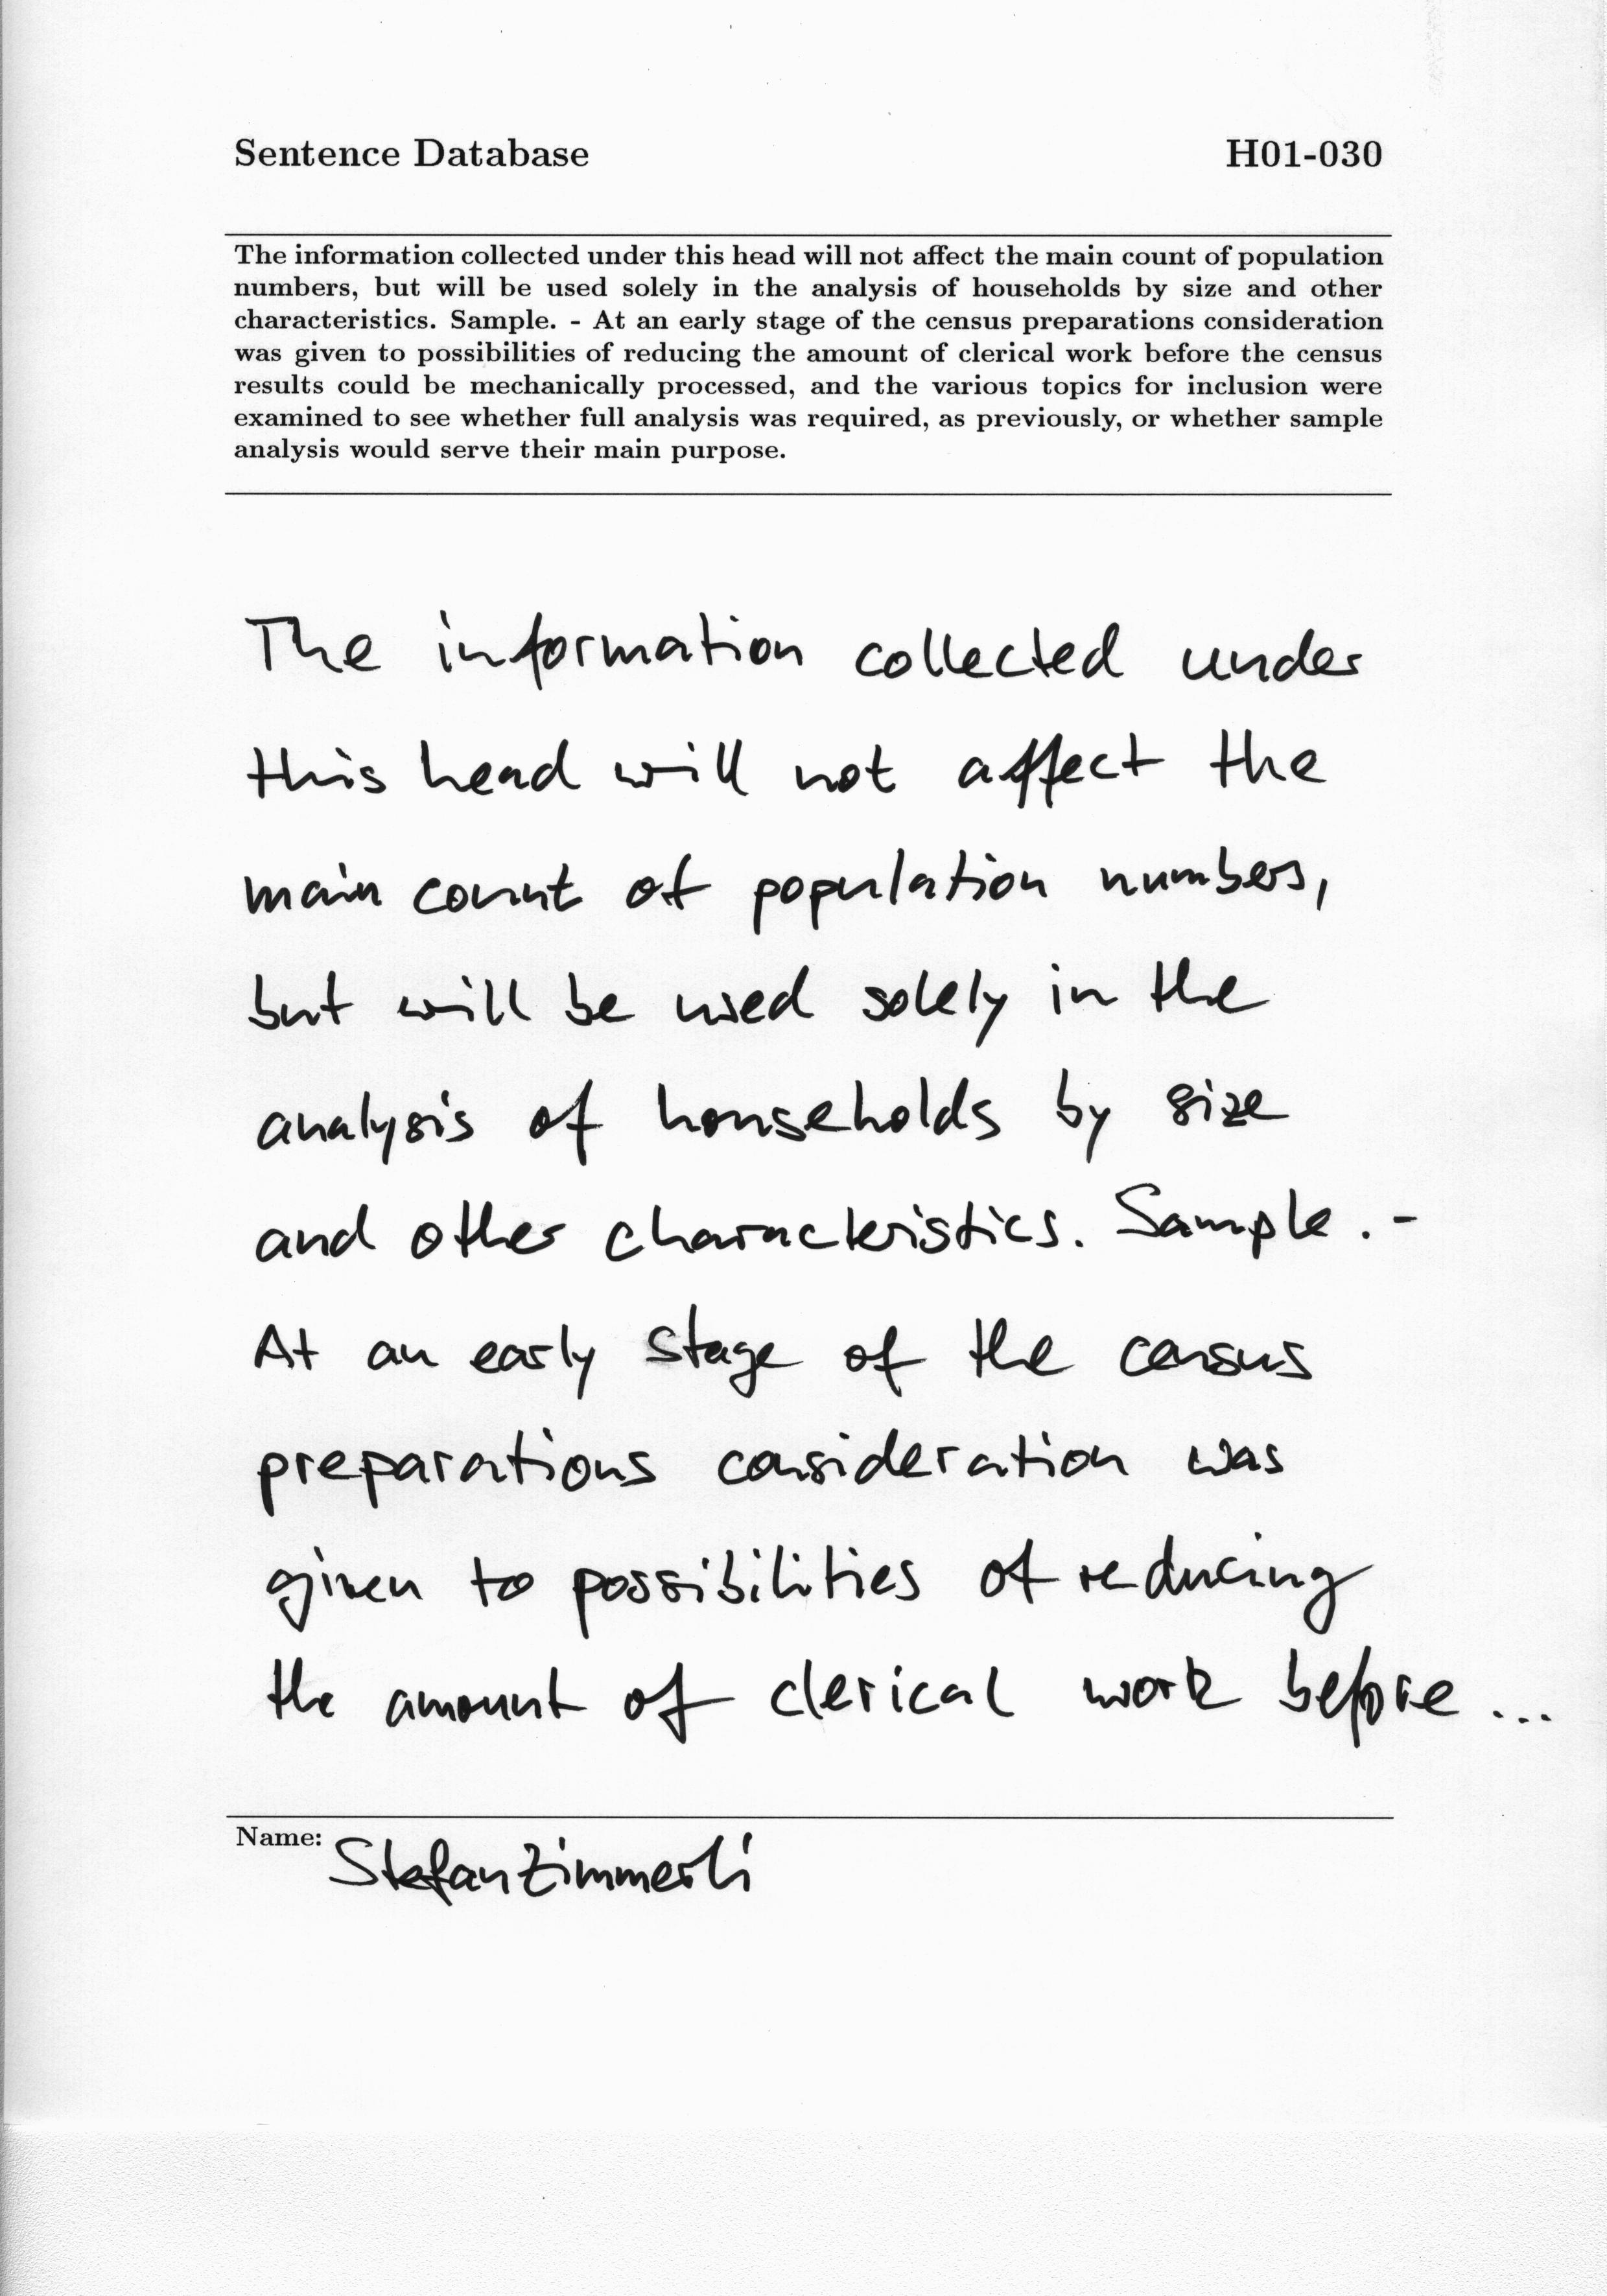 Sentence Database H01-030
The information collected under this head will not affect the main count of population
numbers, but will be used solely in the analysis of households by size and other
characteristics. Sample. - At an early stage of the census preparations consideration
was given to possibilities of reducing the amount of clerical work before the census
results could be mechanically processed, and the various topics for inclusion were
examined to see whether full analysis was required, as previously, or whether sample
analysis would serve their main purpose.
The information collected under
this head will not affect the
main count of population numbers,
but will be used solely in the
analysis of households by size
and other characteristics. Sample. -
At an early stage of the census
preparations consideration was
given to possibilities of reducing
the amount of clerical work before ...
Name: Stefan Zimmerli